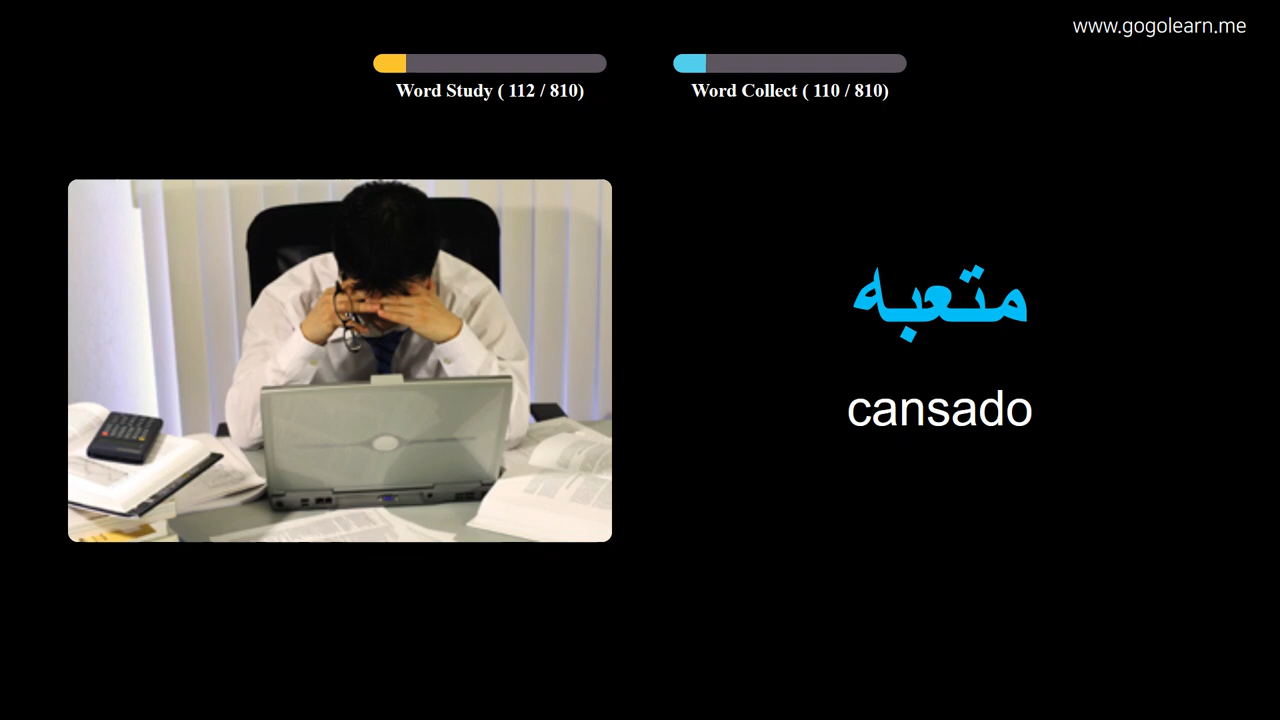 www.gogolearn.me
Word Study ( 112 / 810)
Word Collect ( 110 / 810)
متعبه
cansado